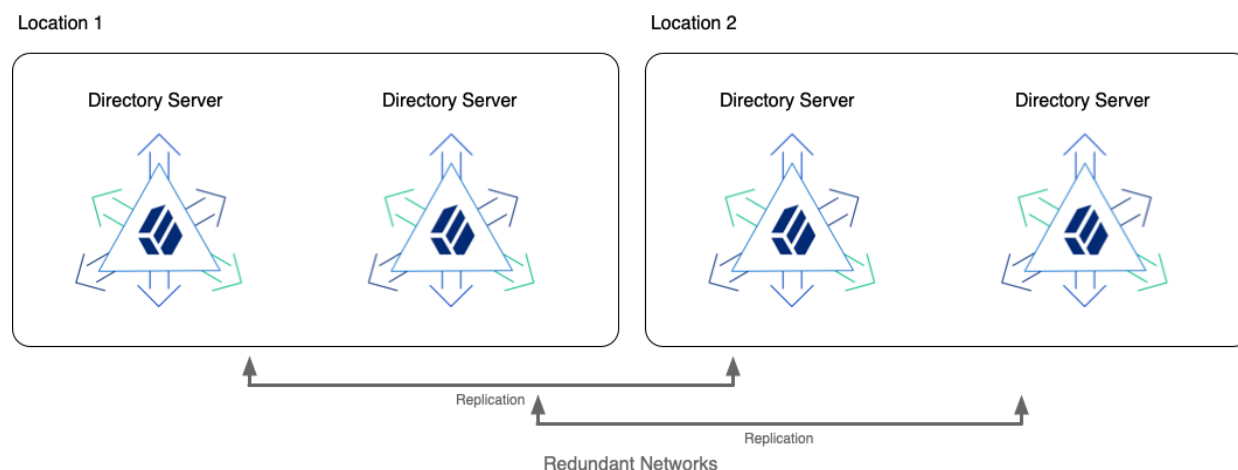 Location 1
Location 2
Directory Server
Directory Server
Directory Server
Directory Server
Replication
Replication
Redundant Networks